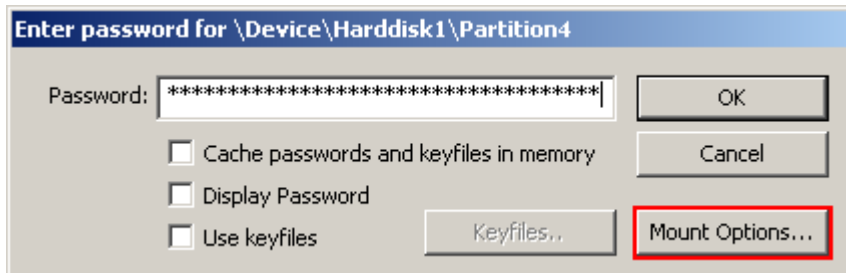 Enter password for \Device\Harddisk1\Partition4
Password: ************************************
OK
Cache passwords and keyfiles in memory
Cancel
Display Password
Use keyfiles
Keyfiles..
Mount Options...